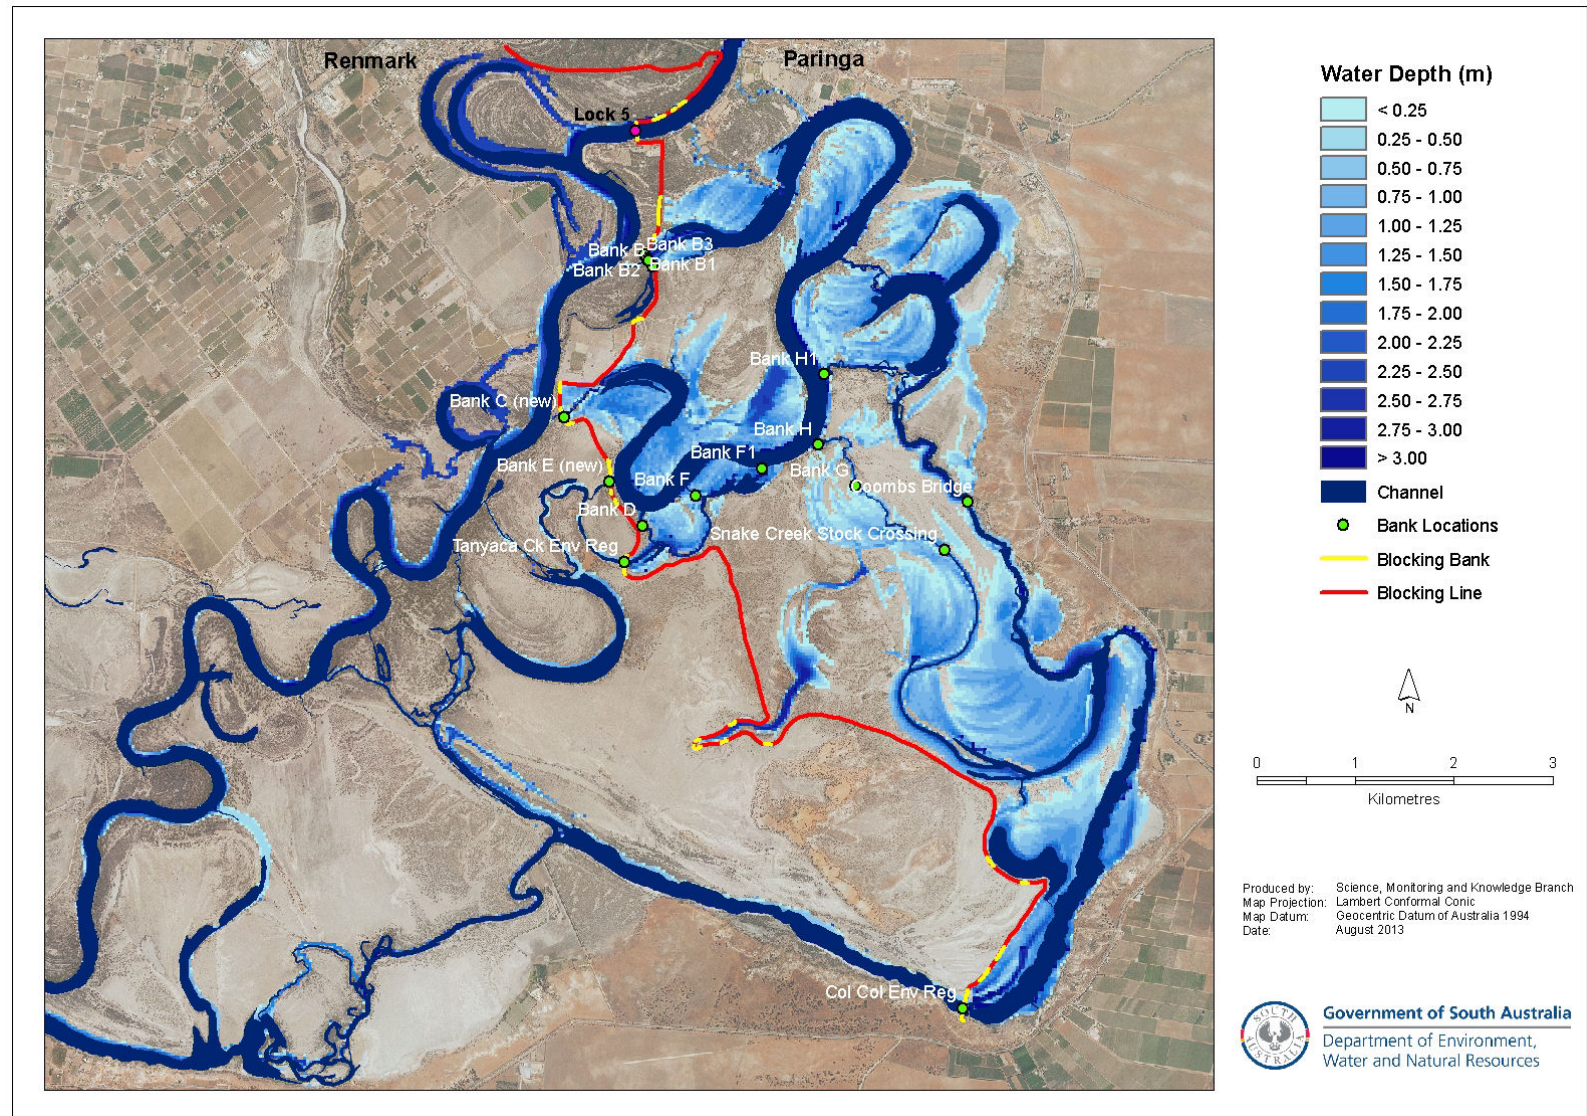 Renmark
Paringa
Lock 5
Bank B
Bank B3
Bank B2
Bank B1
Bank H1
Bank C (new)
Bank H
Bank F1
Bank E (new)
Bank G
Bank F
Coombs Bridge
Bank D
Snake Creek Stock Crossing
Tanyaca Ck Env Reg
Col Col Env Reg
Water Depth (m)
< 0.25
0.25 - 0.50
0.50 - 0.75
0.75 - 1.00
1.00 - 1.25
1.25 - 1.50
1.50 - 1.75
1.75 - 2.00
2.00 - 2.25
2.25 - 2.50
2.50 - 2.75
2.75 - 3.00
> 3.00
Channel
Bank Locations
Blocking Bank
Blocking Line
N
0 1 2 3
Kilometres
Produced by: Science, Monitoring and Knowledge Branch
Map Projection: Lambert Conformal Conic
Map Datum: Geocentric Datum of Australia 1994
Date: August 2013
SOUTH AUSTRALIA
Government of South Australia
Department of Environment,
Water and Natural Resources